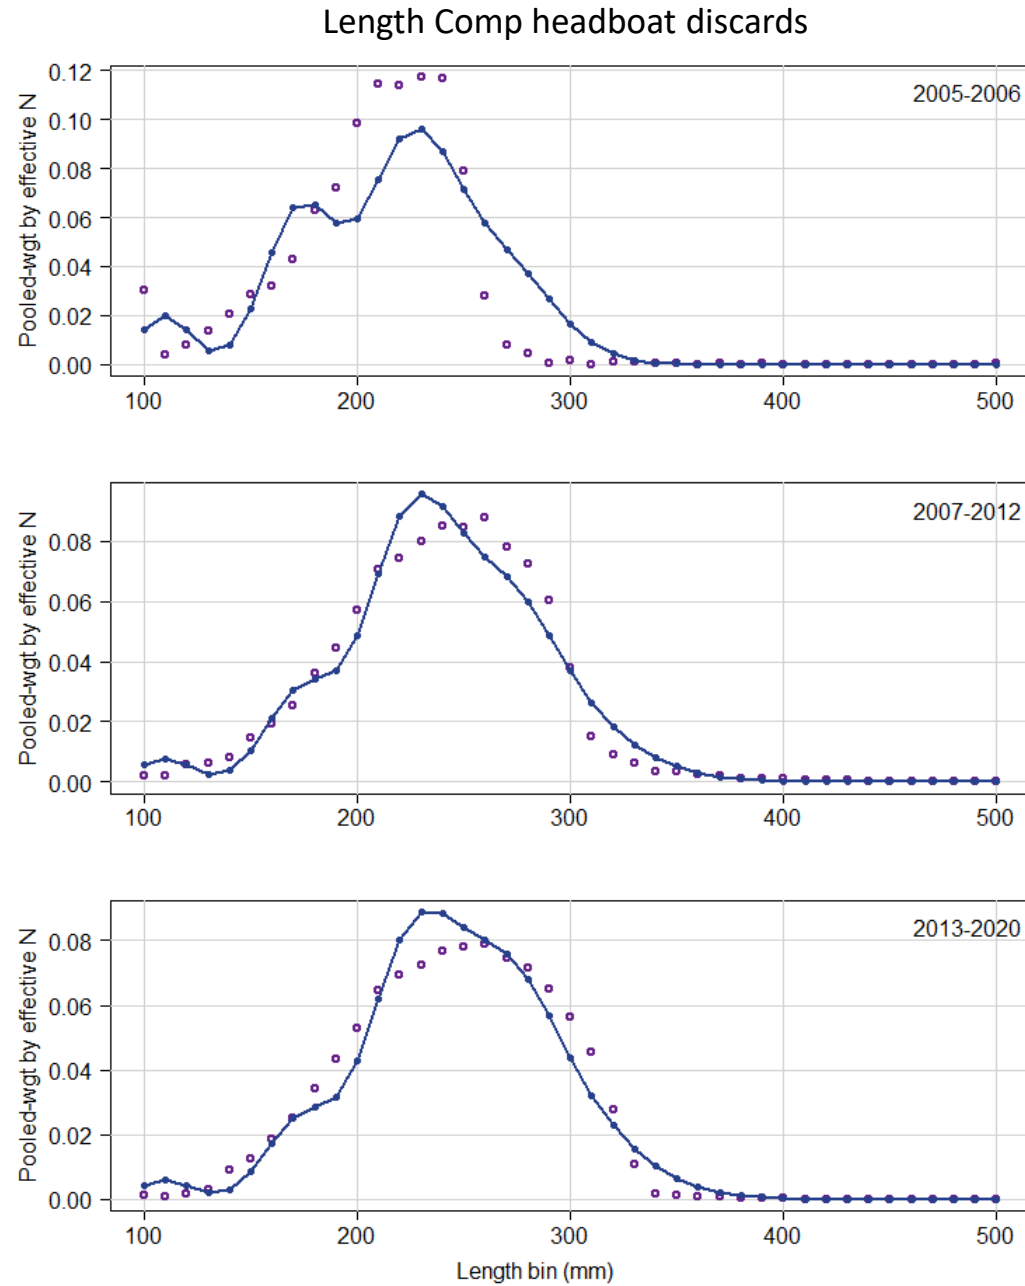 Length Comp headboat discards
Pooled-wgt by effective N
0.12
0.10
0.08
0.06
0.04
0.02
0.00
2005-2006
100 200 300 400 500
Pooled-wgt by effective N
0.08
0.06
0.04
0.02
0.00
2007-2012
100 200 300 400 500
Pooled-wgt by effective N
0.08
0.06
0.04
0.02
0.00
2013-2020
100 200 300 400 500
Length bin (mm)